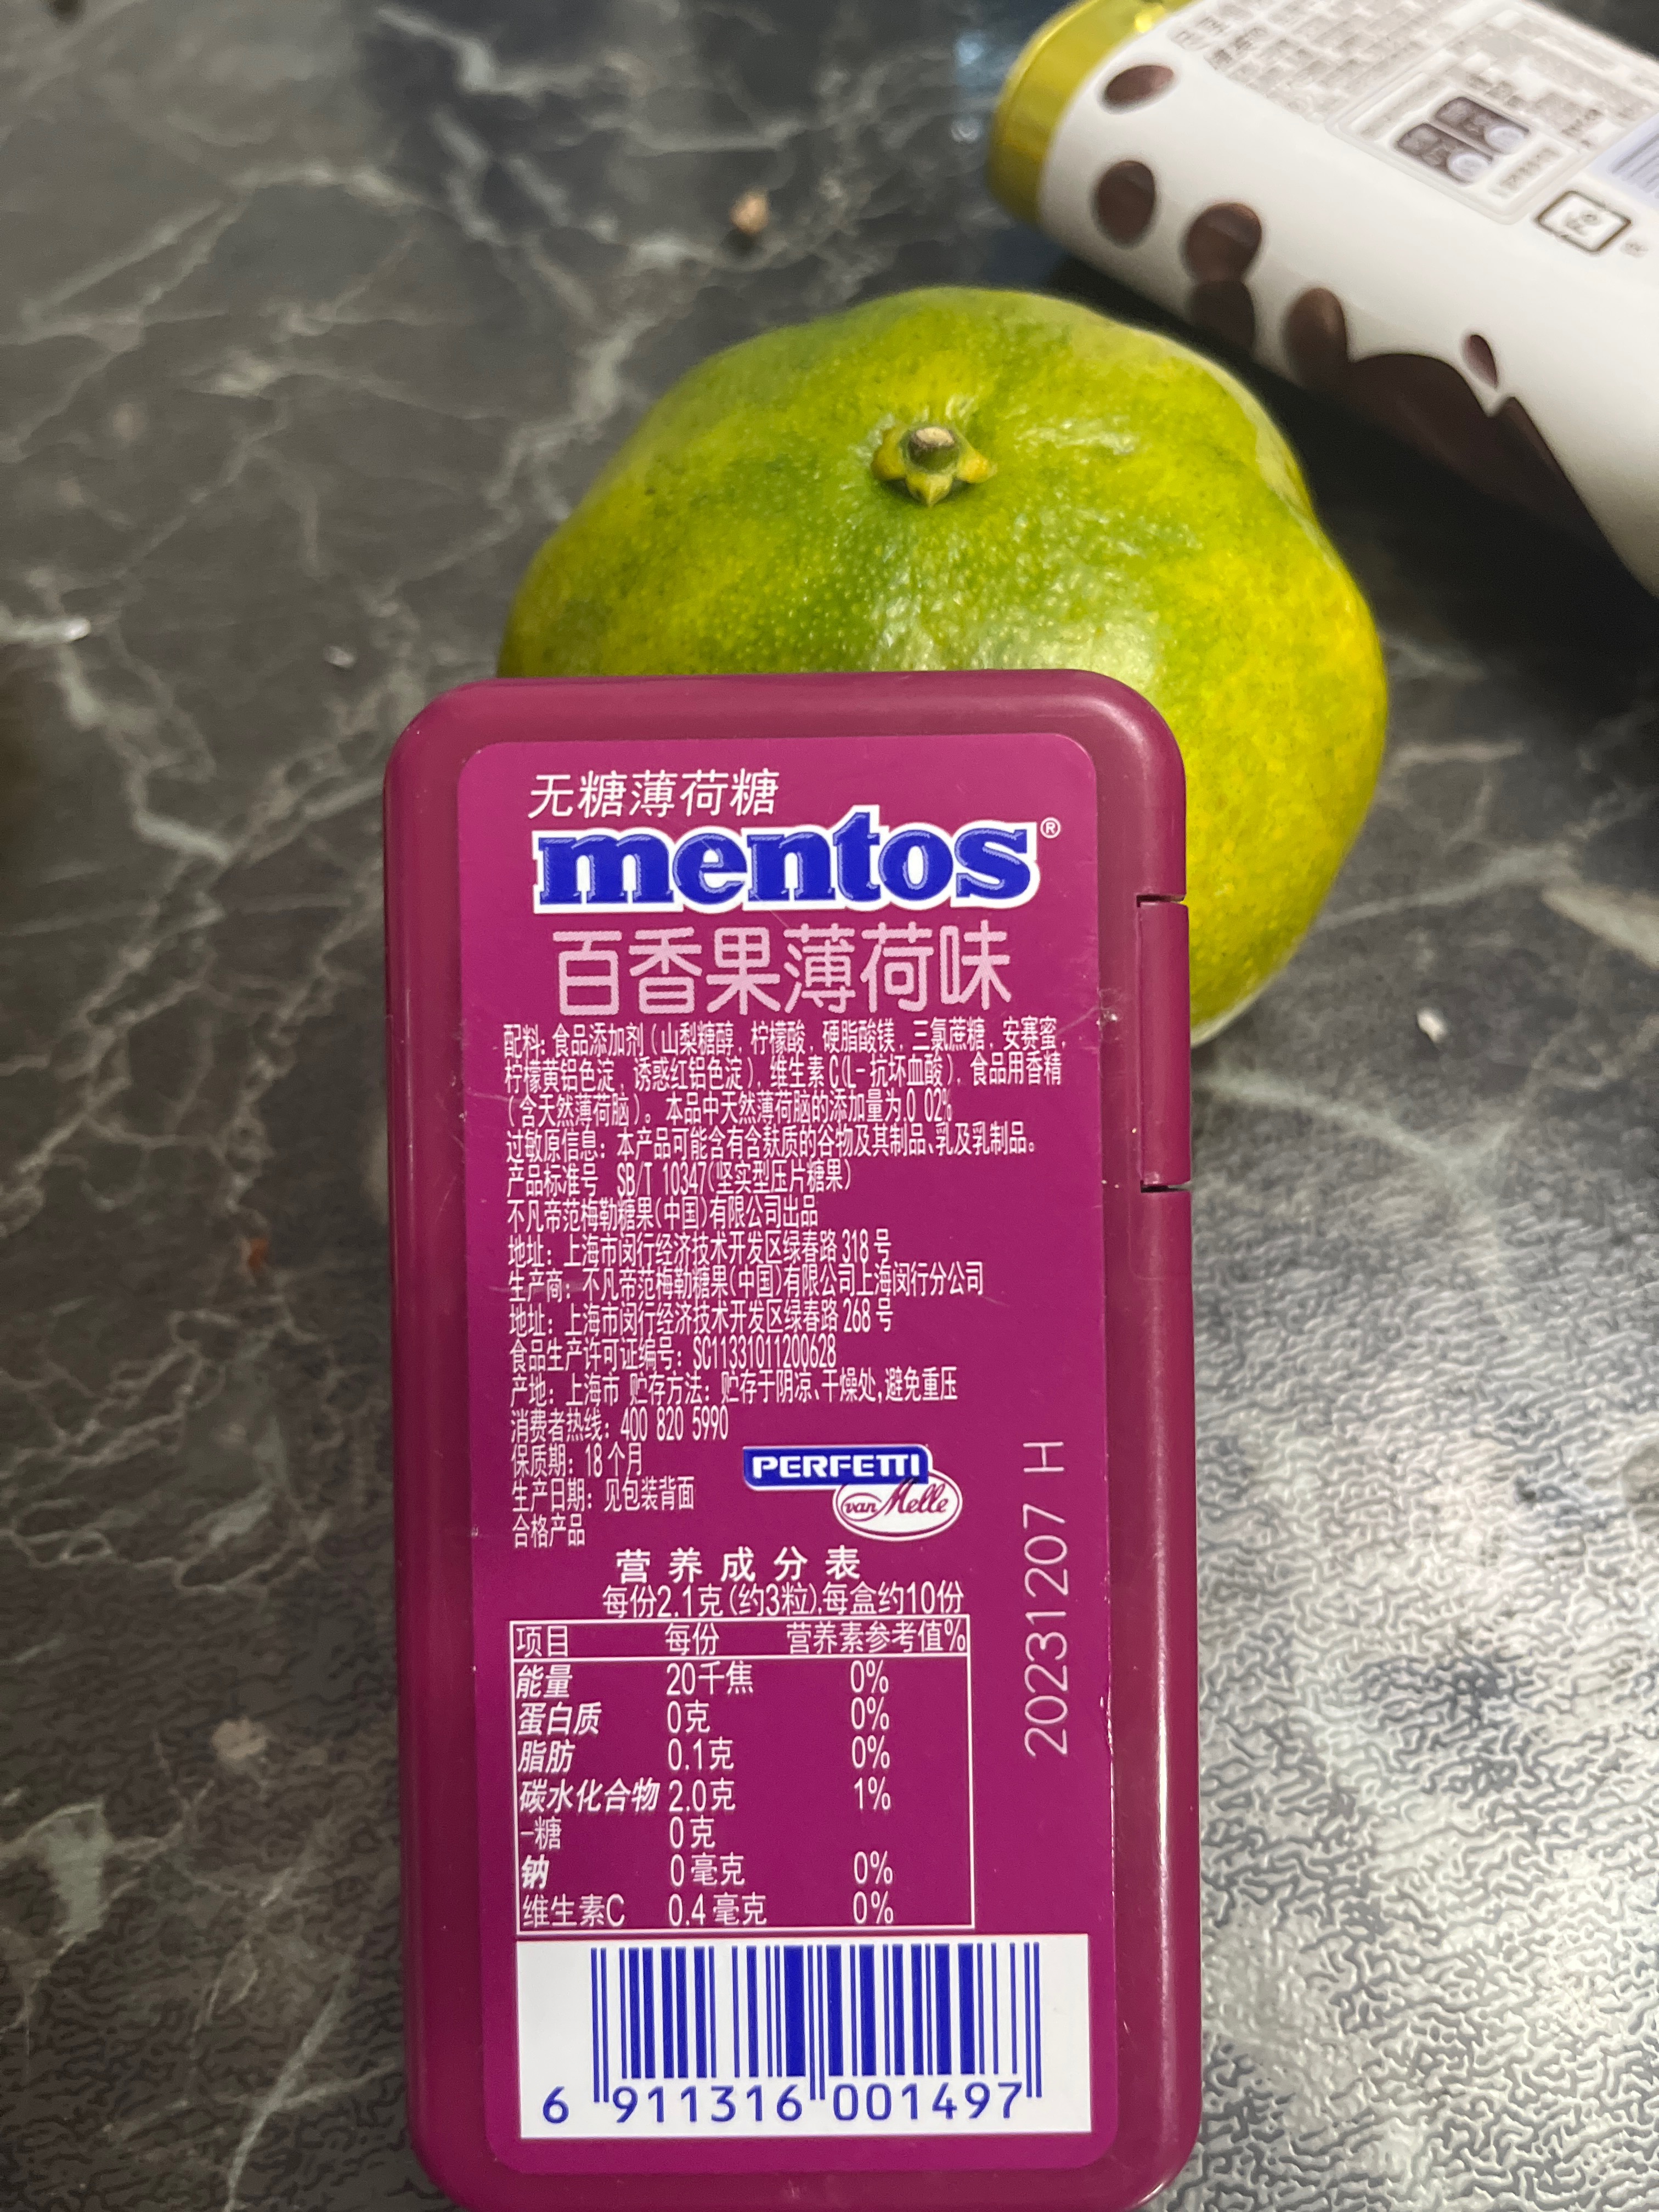 无糖薄荷糖
mentos®
百香果薄荷味
配料: 食品添加剂(山梨糖醇, 柠檬酸, 硬脂酸镁, 三氯蔗糖, 安赛蜜,
柠檬黄铝色淀, 诱惑红铝色淀), 维生素C(L-抗坏血酸), 食品用香精
(含天然薄荷脑)。本品中天然薄荷脑的添加量为0.02%
过敏原信息: 本产品可能含有含麸质的谷物及其制品、乳及乳制品。
产品标准号 SB/T 10347(坚实型压片糖果)
不凡帝范梅勒糖果(中国)有限公司出品
地址: 上海市闵行经济技术开发区绿春路318号
生产商: 不凡帝范梅勒糖果(中国)有限公司上海闵行分公司
地址: 上海市闵行经济技术开发区绿春路268号
食品生产许可证编号: SC11331011200628
产地: 上海市 贮存方法: 贮存于阴凉、干燥处,避免重压
消费者热线: 400 820 5990
保质期: 18个月
生产日期: 见包装背面
合格产品
PERFETTI
van Melle
20231207 H
营养成分表
每份2.1克(约3粒),每盒约10份
项目 每份 营养素参考值%
能量 20千焦 0%
蛋白质 0克 0%
脂肪 0.1克 0%
碳水化合物 2.0克 1%
-糖 0克
钠 0毫克 0%
维生素C 0.4毫克 0%
6 911316 001497